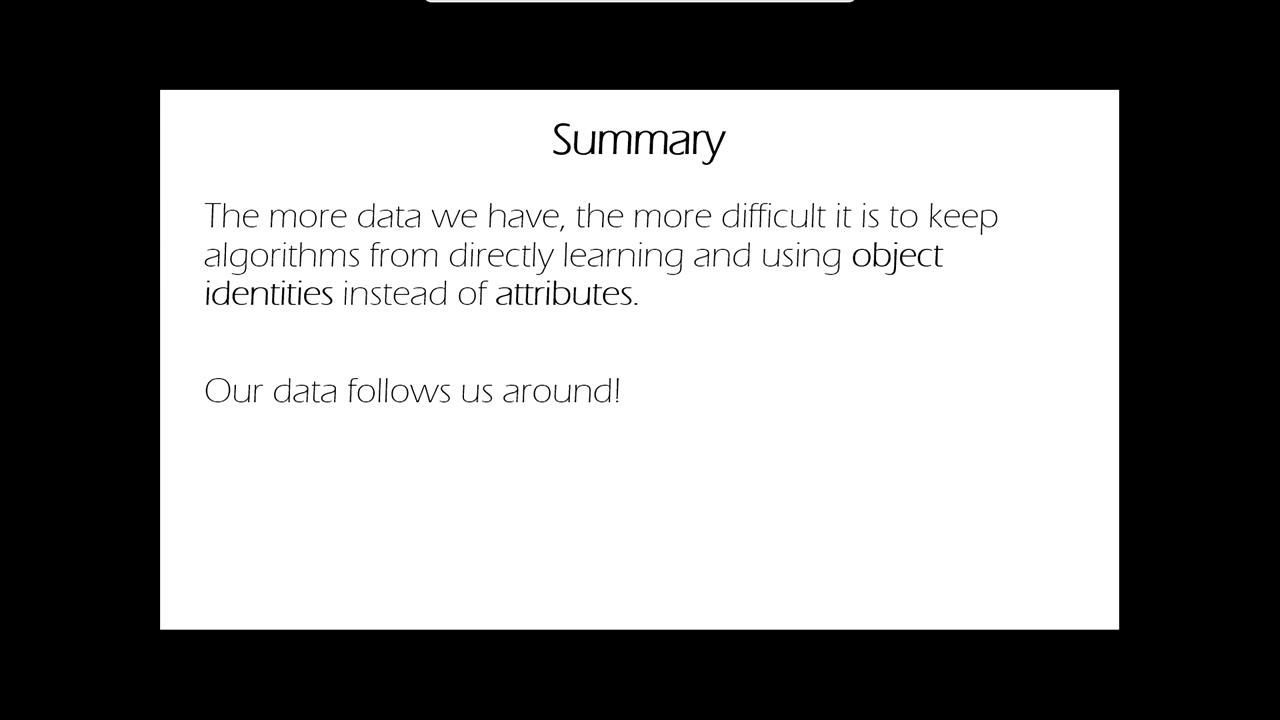 Summary
The more data we have, the more difficult it is to keep
algorithms from directly learning and using object
identities instead of attributes.
Our data follows us around!